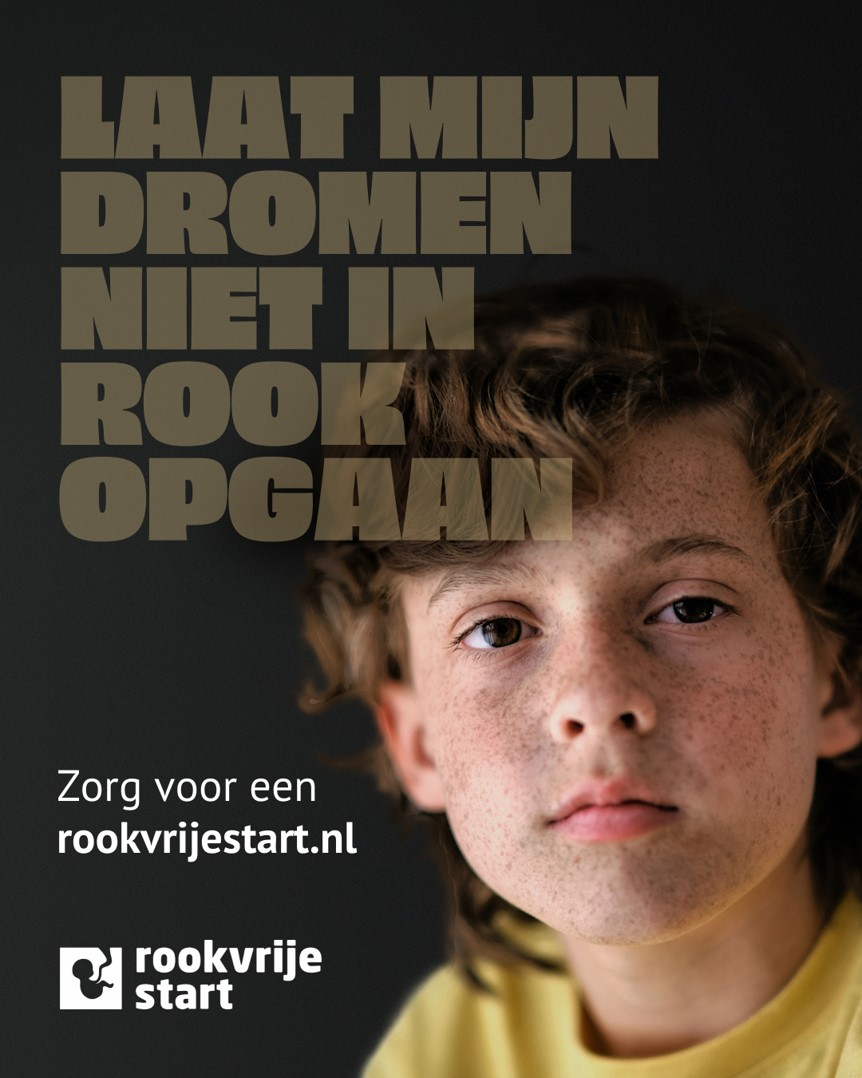 LAAT MIJN
DROMEN
NIET IN
ROOK
OPGAAN
Zorg voor een
rookvrijestart.nl
rookvrije
start